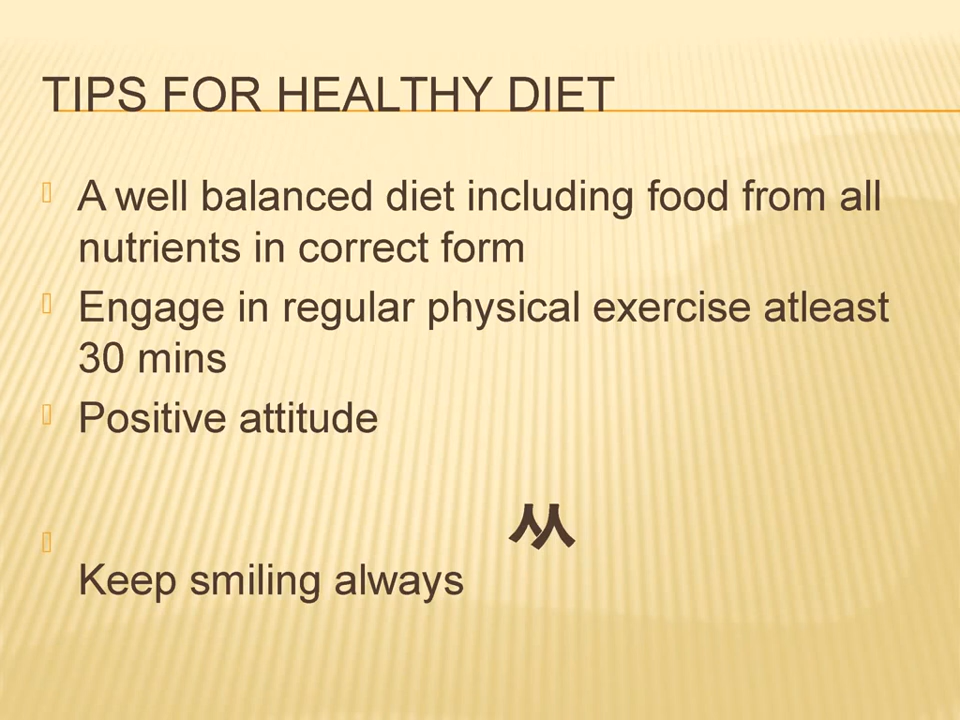 TIPS FOR HEALTHY DIET
A well balanced diet including food from all
nutrients in correct form
Engage in regular physical exercise atleast
30 mins
Positive attitude
ᄊ
Keep smiling always